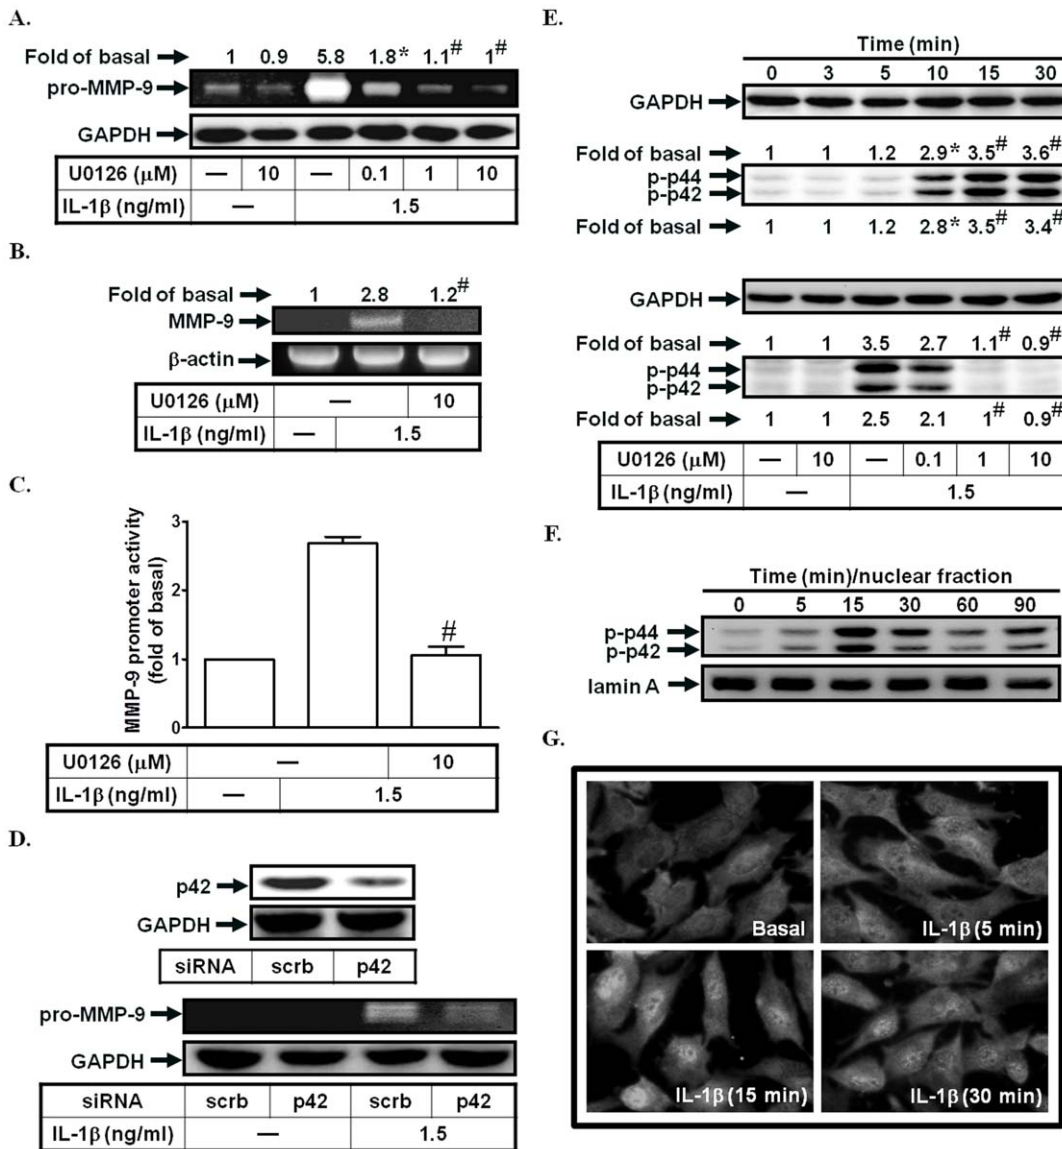 A.
Fold of basal 1 0.9 5.8 1.8* 1.1# 1#
pro-MMP-9
GAPDH
U0126 (μM) — 10 — 0.1 1 10
IL-1β (ng/ml) — 1.5
B.
Fold of basal 1 2.8 1.2#
MMP-9
β-actin
U0126 (μM) — 10
IL-1β (ng/ml) — 1.5
C.
MMP-9 promoter activity
(fold of basal)
3
2
1
0
#
U0126 (μM) — 10
IL-1β (ng/ml) — 1.5
D.
p42
GAPDH
siRNA scrb p42
pro-MMP-9
GAPDH
siRNA scrb p42 scrb p42
IL-1β (ng/ml) — 1.5
E.
Time (min)
0 3 5 10 15 30
GAPDH
Fold of basal 1 1 1.2 2.9* 3.5# 3.6#
p-p44
p-p42
Fold of basal 1 1 1.2 2.8* 3.5# 3.4#
GAPDH
Fold of basal 1 1 3.5 2.7 1.1# 0.9#
p-p44
p-p42
Fold of basal 1 1 2.5 2.1 1# 0.9#
U0126 (μM) — 10 — 0.1 1 10
IL-1β (ng/ml) — 1.5
F.
Time (min)/nuclear fraction
0 5 15 30 60 90
p-p44
p-p42
lamin A
G.
Basal
IL-1β (5 min)
IL-1β (15 min)
IL-1β (30 min)